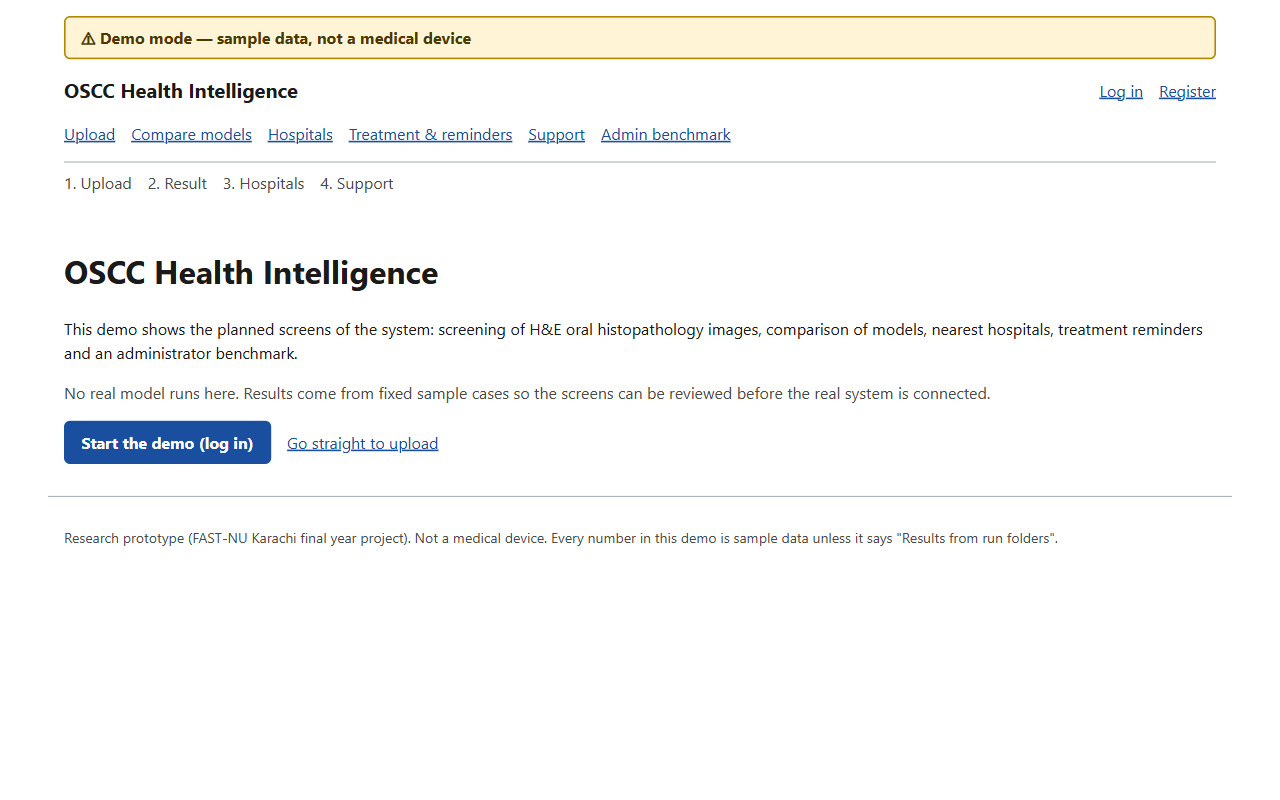 ⚠ Demo mode — sample data, not a medical device
OSCC Health Intelligence
Log in Register
Upload Compare models Hospitals Treatment & reminders Support Admin benchmark
1. Upload 2. Result 3. Hospitals 4. Support
OSCC Health Intelligence
This demo shows the planned screens of the system: screening of H&E oral histopathology images, comparison of models, nearest hospitals, treatment reminders
and an administrator benchmark.
No real model runs here. Results come from fixed sample cases so the screens can be reviewed before the real system is connected.
Start the demo (log in) Go straight to upload
Research prototype (FAST-NU Karachi final year project). Not a medical device. Every number in this demo is sample data unless it says "Results from run folders".